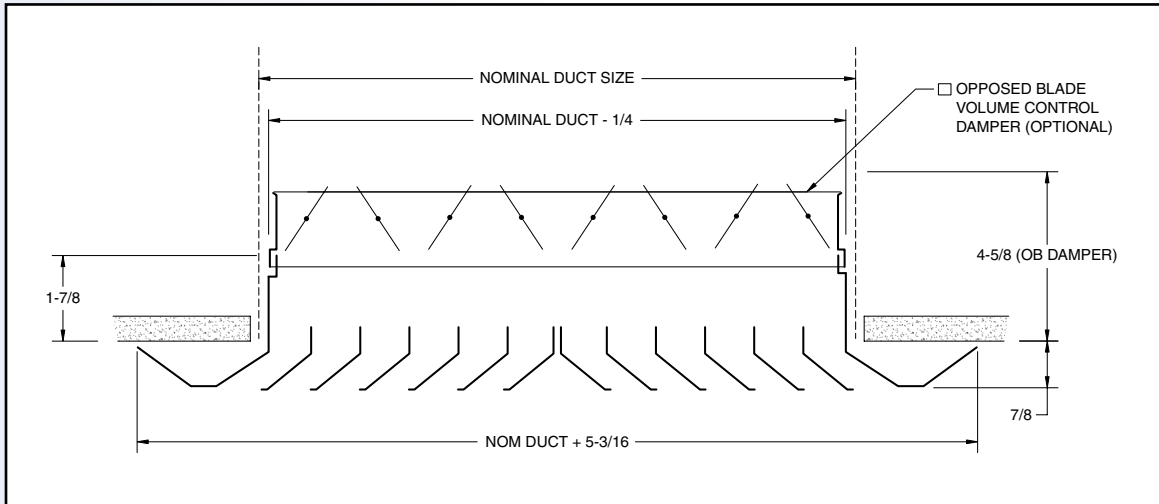 NOMINAL DUCT SIZE
NOMINAL DUCT - 1/4
□ OPPOSED BLADE
VOLUME CONTROL
DAMPER (OPTIONAL)
4-5/8 (OB DAMPER)
1-7/8
7/8
NOM DUCT + 5-3/16